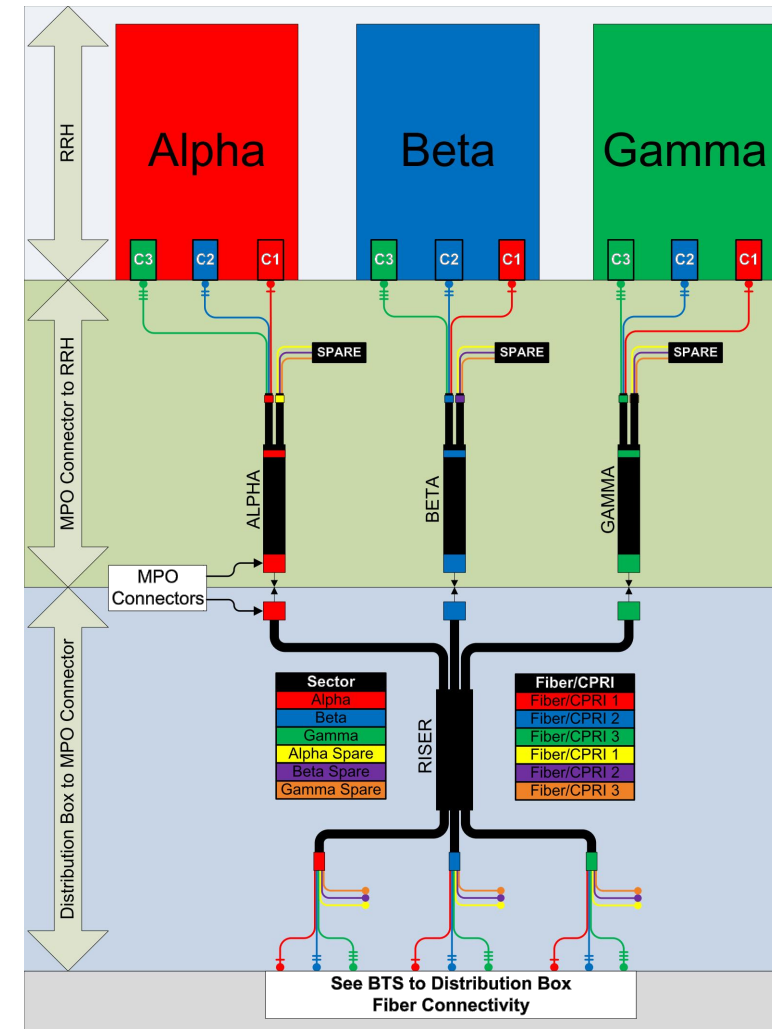 RRH
Alpha
Beta
Gamma
C3
C2
C1
C3
C2
C1
C3
C2
C1
MPO Connector to RRH
SPARE
SPARE
SPARE
ALPHA
BETA
GAMMA
MPO
Connectors
Distribution Box to MPO Connector
Sector
Alpha
Beta
Gamma
Alpha Spare
Beta Spare
Gamma Spare
RISER
Fiber/CPRI
Fiber/CPRI 1
Fiber/CPRI 2
Fiber/CPRI 3
Fiber/CPRI 1
Fiber/CPRI 2
Fiber/CPRI 3
See BTS to Distribution Box
Fiber Connectivity